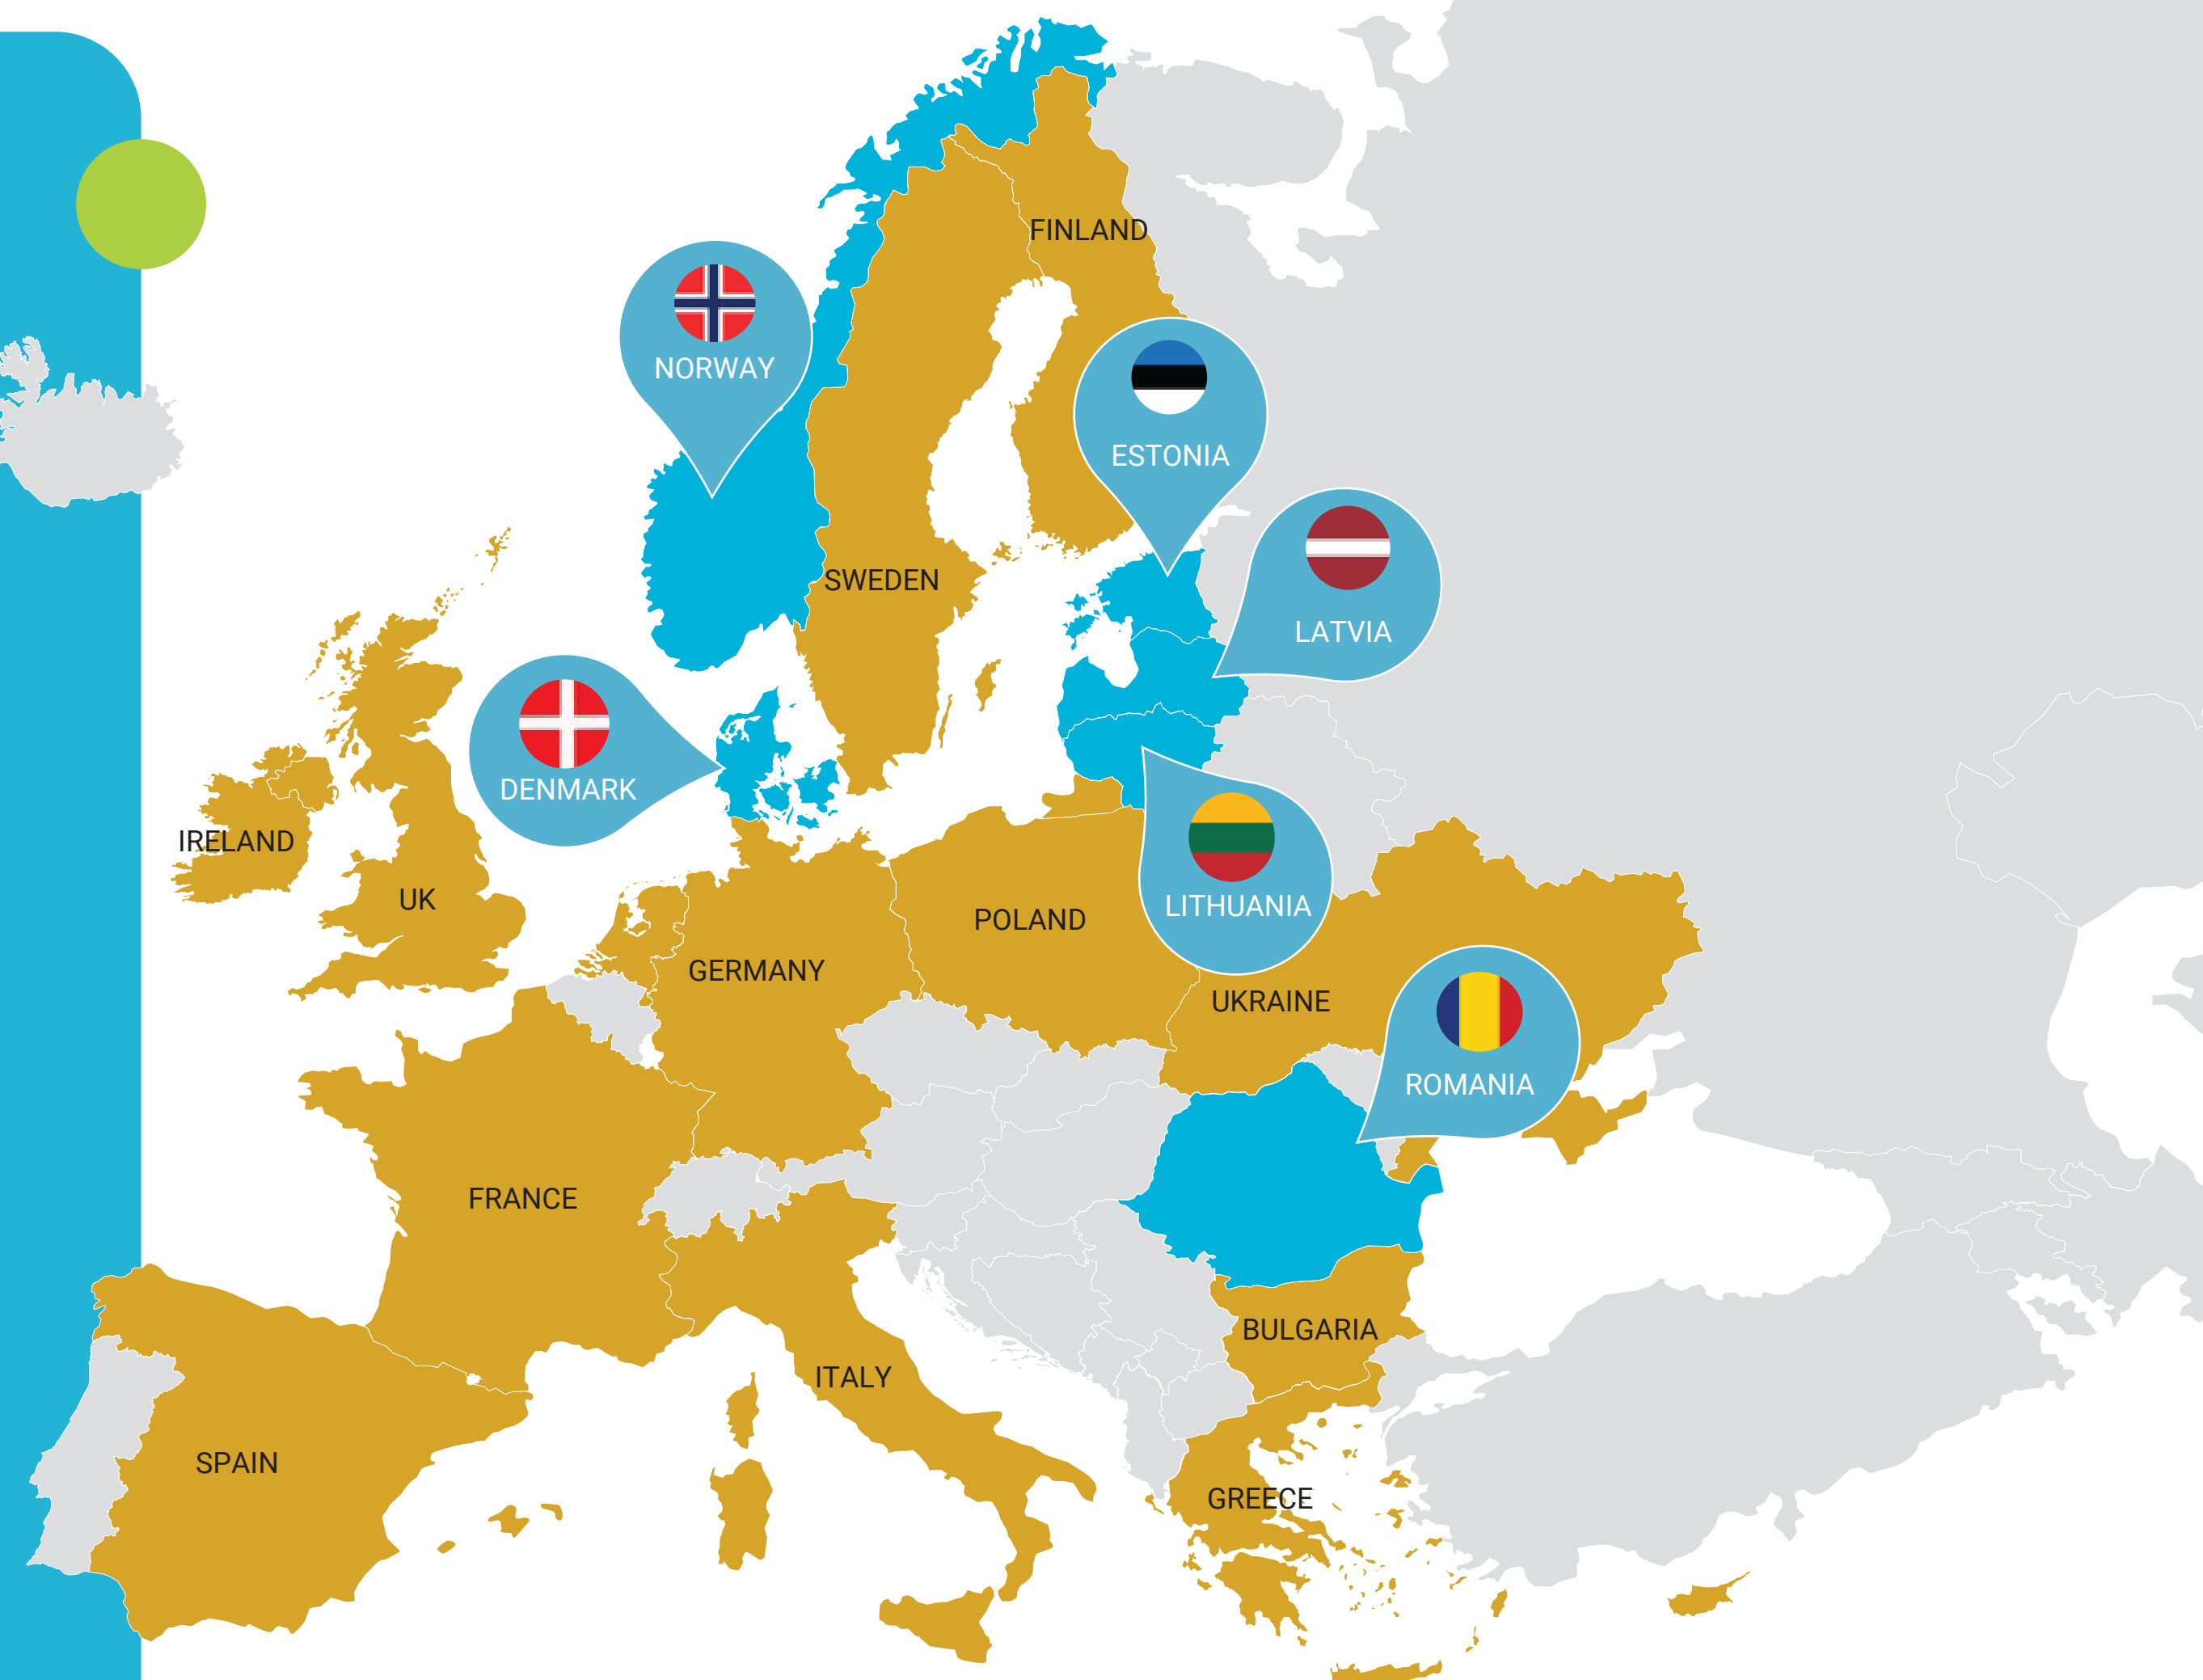 FINLAND
NORWAY
ESTONIA
SWEDEN
LATVIA
DENMARK
IRELAND
UK
LITHUANIA
POLAND
GERMANY
UKRAINE
ROMANIA
FRANCE
BULGARIA
ITALY
SPAIN
GREECE